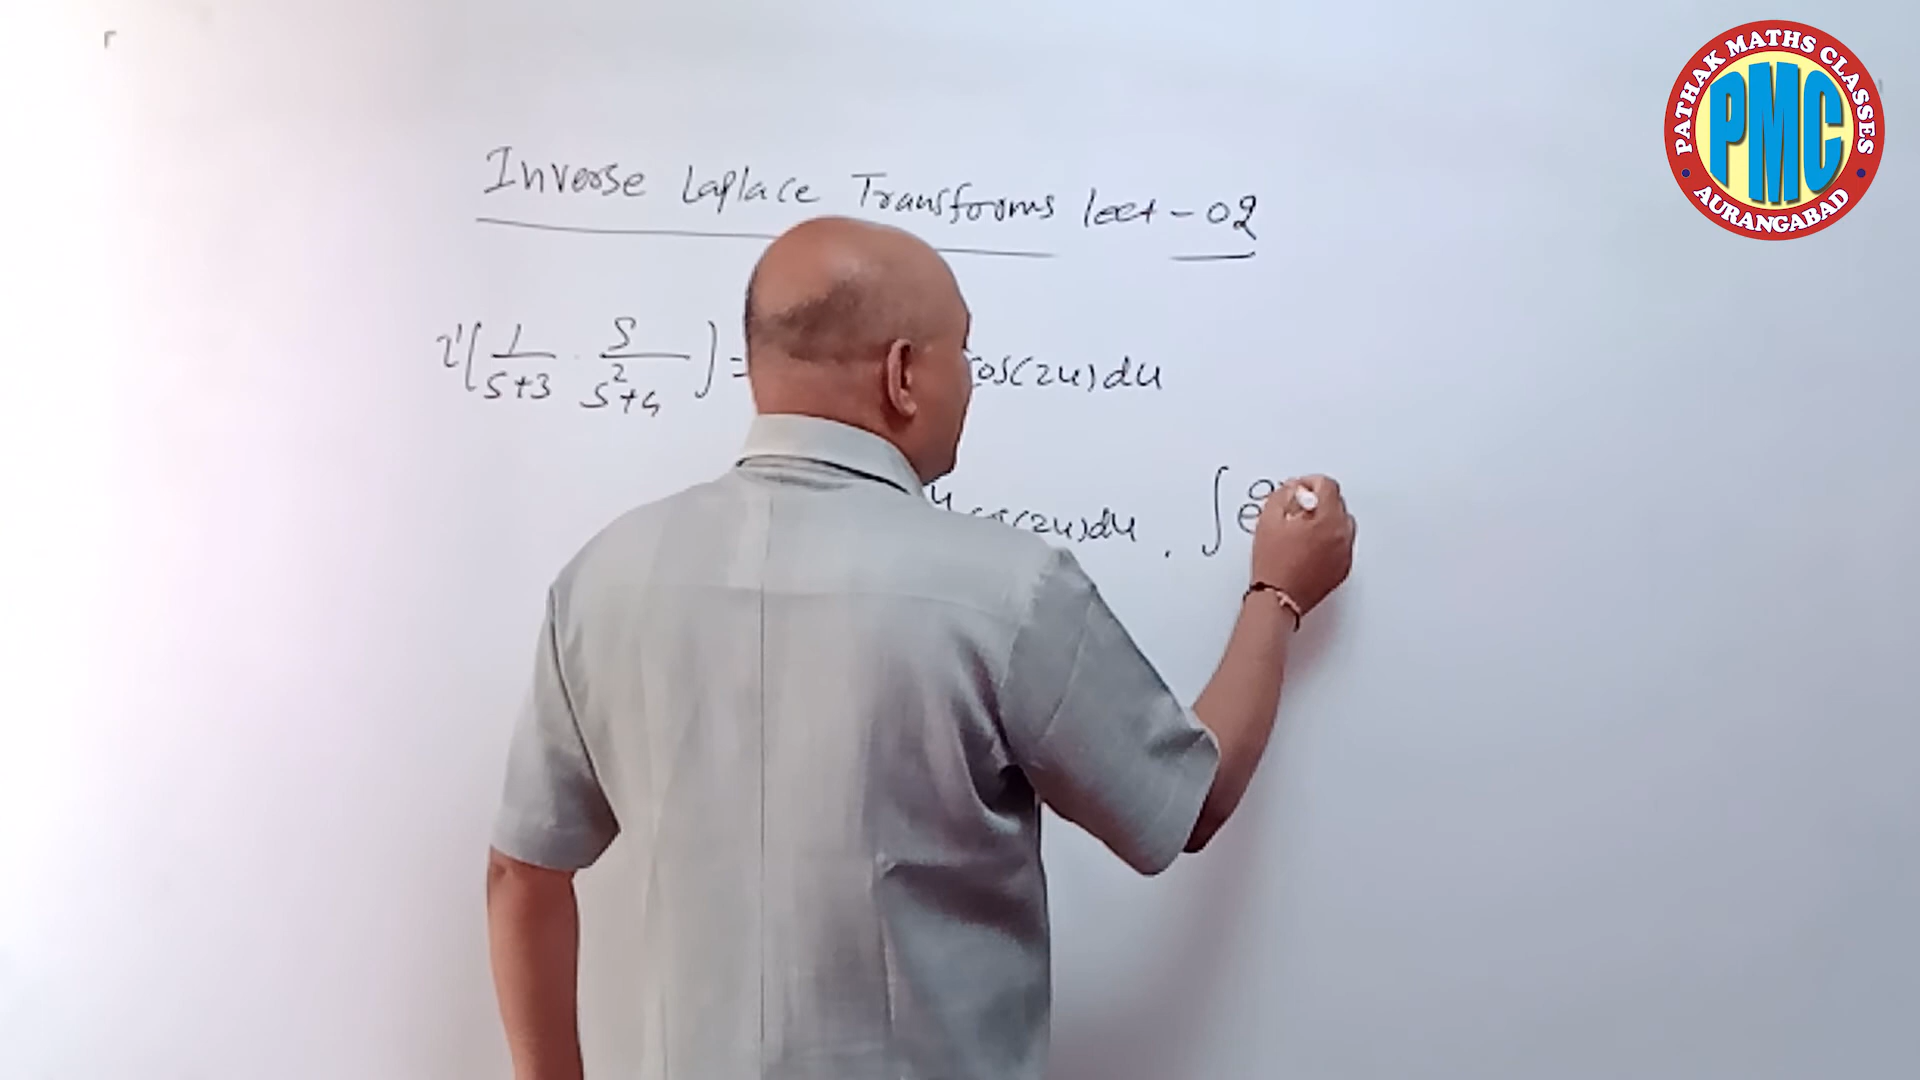 PATHAK MATHS CLASSES
PMC
AURANGABAD
Inverse Laplace Transforms lect - 02
L⁻¹[1/(s+3) · s/(s²+4)] = cos(2u)du
u cos(2u)du . ∫ e^a